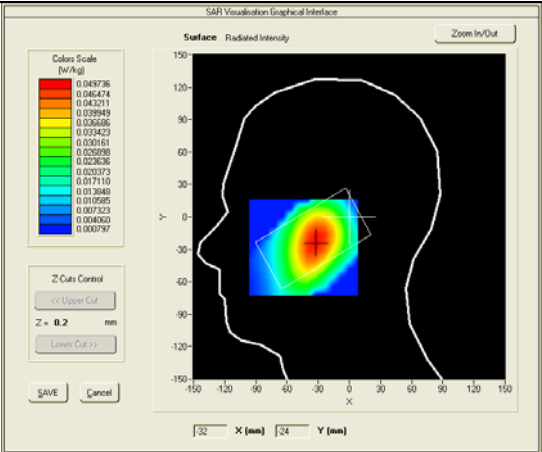 SAR Visualisation Graphical Interface
Surface Radiated Intensity
Zoom In/Out
Colors Scale
(W/kg)
0.049736
0.046474
0.043211
0.039949
0.036686
0.033423
0.030161
0.026898
0.023636
0.020373
0.017110
0.013848
0.010585
0.007323
0.004060
0.000797
Z-Cuts Control
<< Upper Cut
Z = 0.2 mm
Lower Cut >>
SAVE Cancel
150
120
90
60
30
0
-30
-60
-90
-120
-150
Y
-150 -120 -90 -60 -30 0 30 60 90 120 150
X
-32 X (mm) -24 Y (mm)